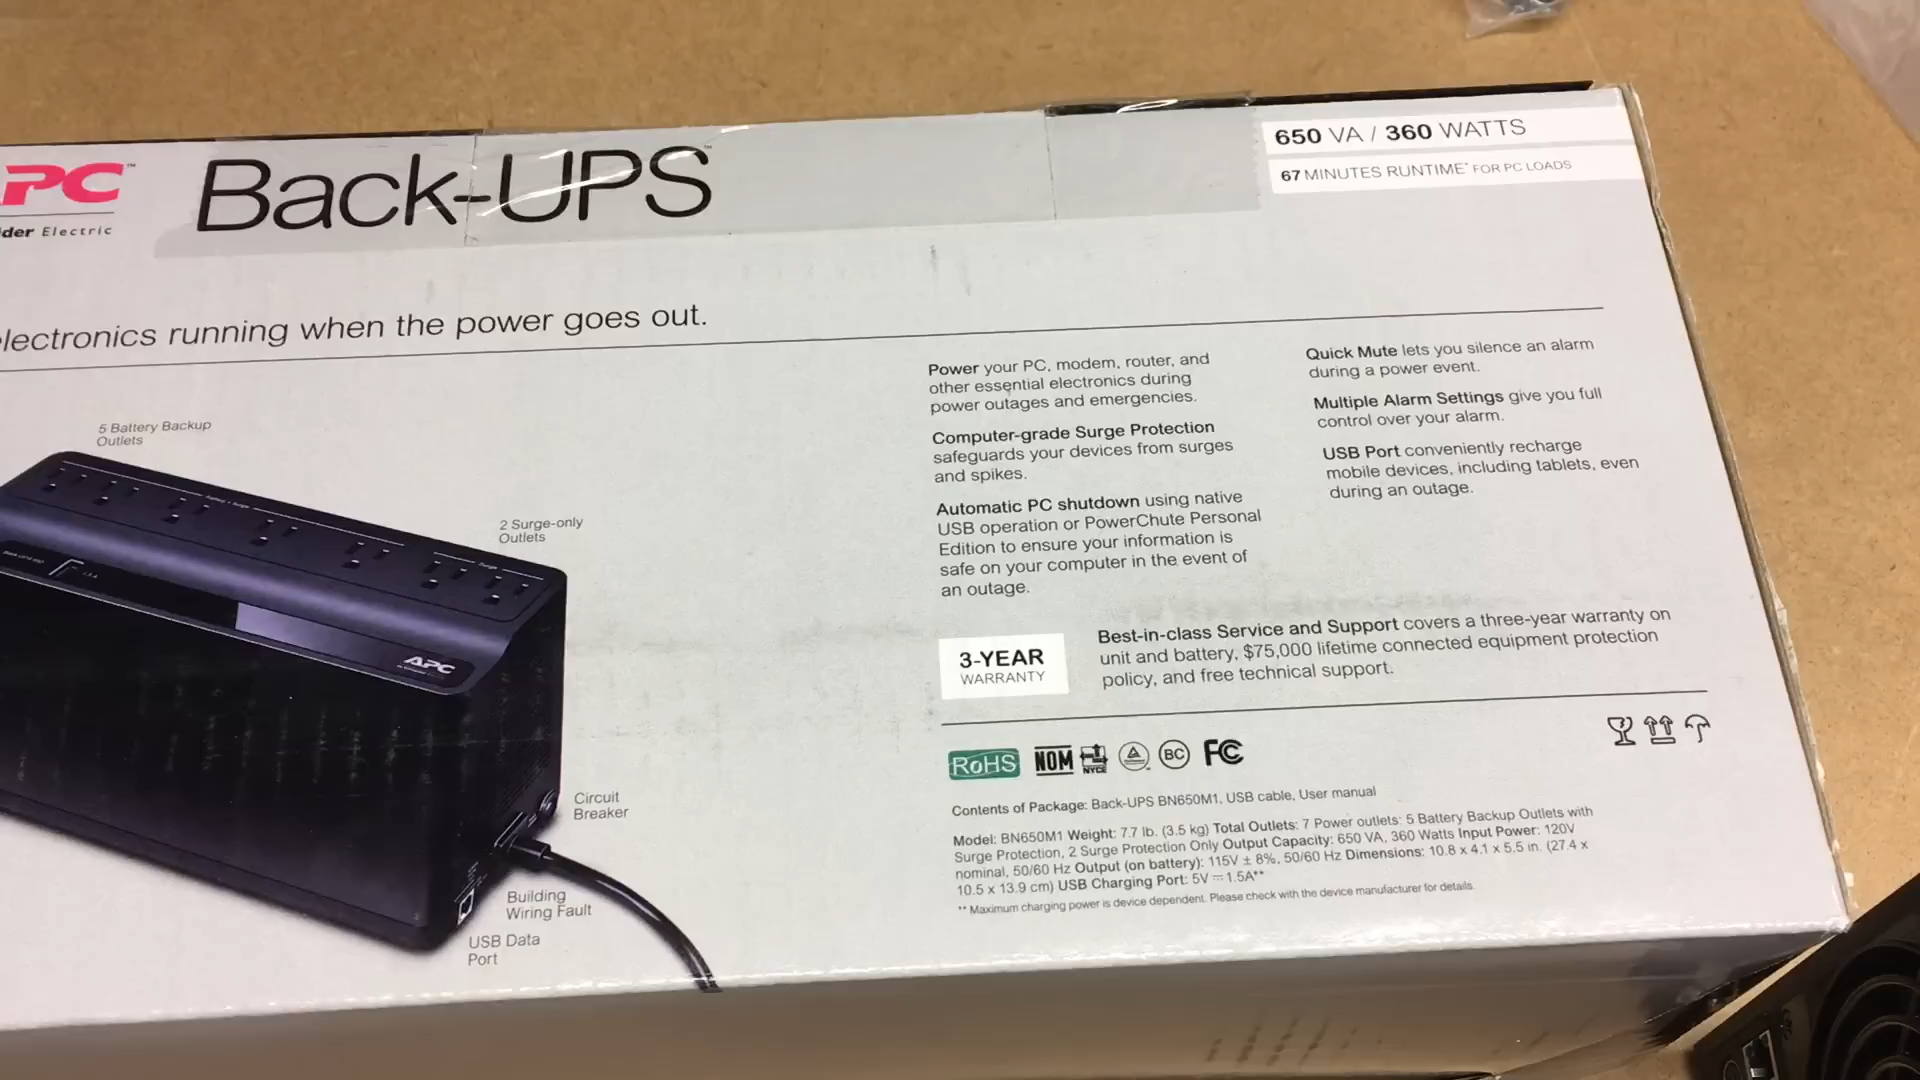 PC™
Back-UPS™
der Electric
650 VA / 360 WATTS
67 MINUTES RUNTIME* FOR PC LOADS
lectronics running when the power goes out.
5 Battery Backup
Outlets
2 Surge-only
Outlets
Battery + Surge
Surge
APC
Circuit
Breaker
Building
Wiring Fault
USB Data
Port
Power your PC, modem, router, and
other essential electronics during
power outages and emergencies.
Computer-grade Surge Protection
safeguards your devices from surges
and spikes.
Automatic PC shutdown using native
USB operation or PowerChute Personal
Edition to ensure your information is
safe on your computer in the event of
an outage.
Quick Mute lets you silence an alarm
during a power event.
Multiple Alarm Settings give you full
control over your alarm.
USB Port conveniently recharge
mobile devices, including tablets, even
during an outage.
3-YEAR
WARRANTY
Best-in-class Service and Support covers a three-year warranty on
unit and battery, $75,000 lifetime connected equipment protection
policy, and free technical support.
RoHS NOM NYCE BC FC
Contents of Package: Back-UPS BN650M1, USB cable, User manual
Model: BN650M1 Weight: 7.7 lb. (3.5 kg) Total Outlets: 7 Power outlets: 5 Battery Backup Outlets with
Surge Protection, 2 Surge Protection Only Output Capacity: 650 VA, 360 Watts Input Power: 120V
nominal, 50/60 Hz Output (on battery): 115V ± 8%, 50/60 Hz Dimensions: 10.8 x 4.1 x 5.5 in. (27.4 x
10.5 x 13.9 cm) USB Charging Port: 5V ⎓ 1.5A**
** Maximum charging power is device dependent. Please check with the device manufacturer for details.